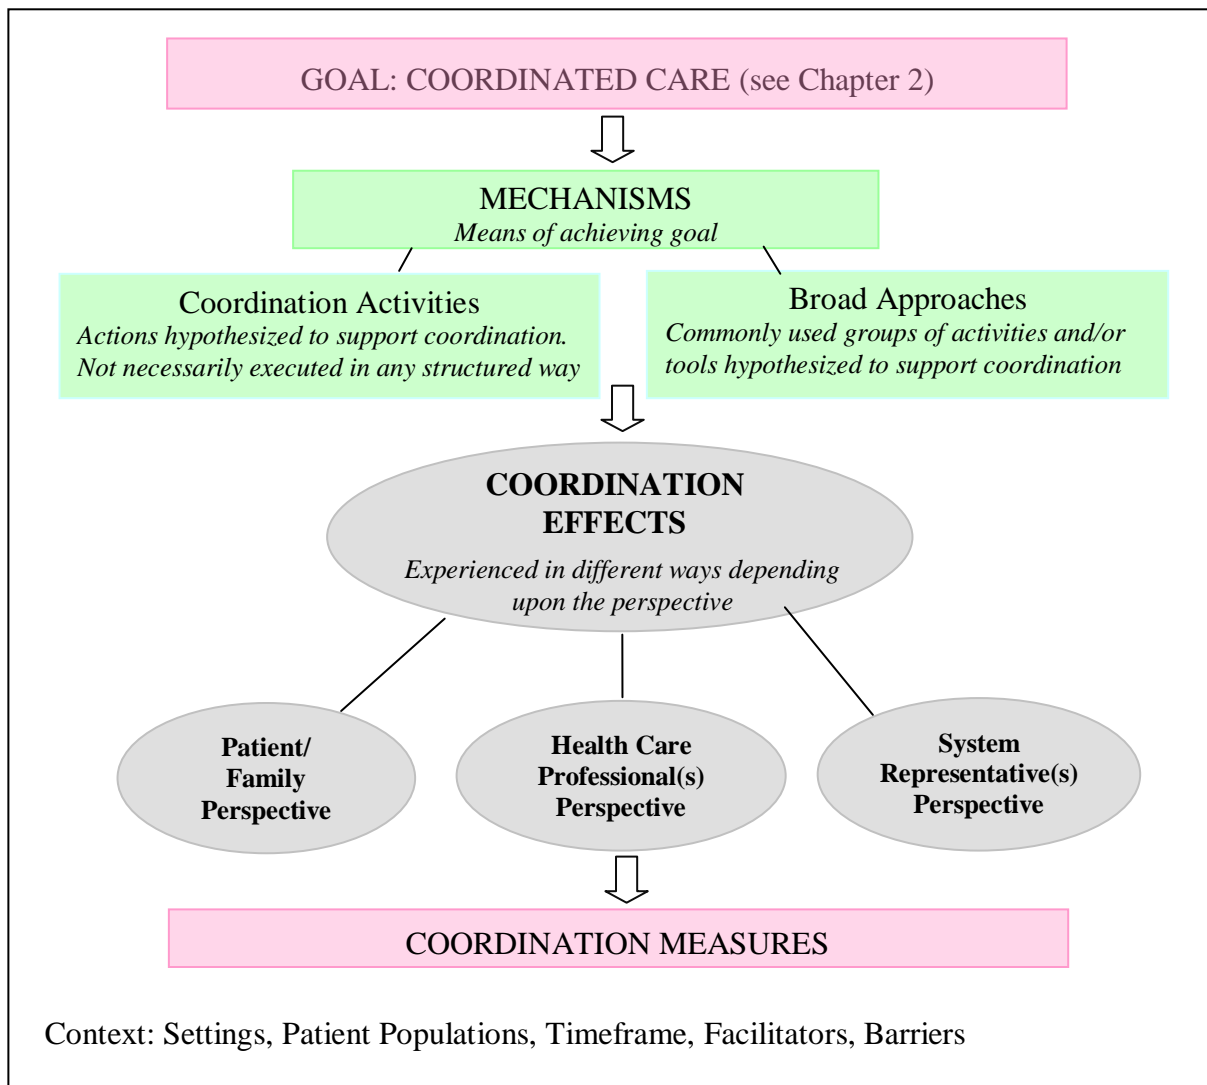 GOAL: COORDINATED CARE (see Chapter 2)
MECHANISMS
Means of achieving goal
Coordination Activities
Actions hypothesized to support coordination.
Not necessarily executed in any structured way
Broad Approaches
Commonly used groups of activities and/or
tools hypothesized to support coordination
COORDINATION
EFFECTS
Experienced in different ways depending
upon the perspective
Patient/
Family
Perspective
Health Care
Professional(s)
Perspective
System
Representative(s)
Perspective
COORDINATION MEASURES
Context: Settings, Patient Populations, Timeframe, Facilitators, Barriers